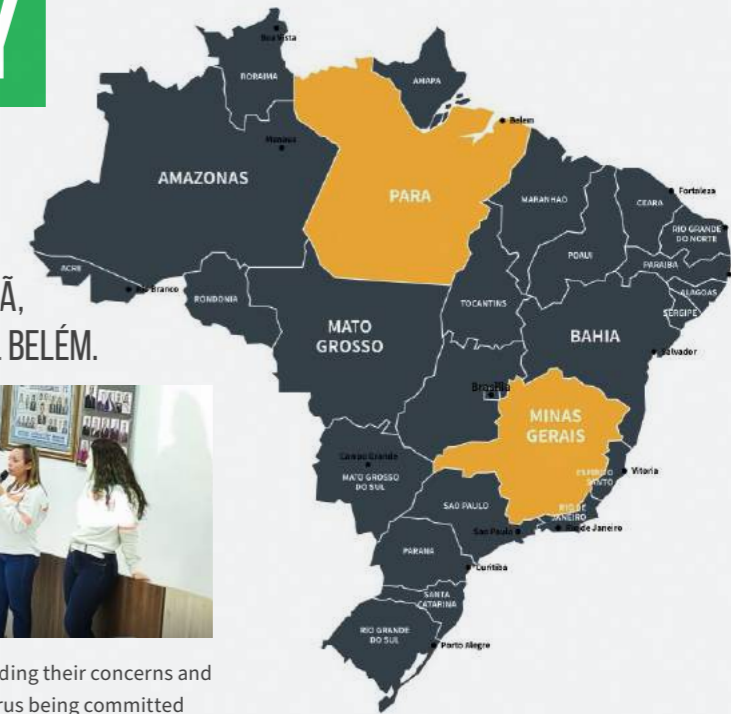 Y
Ã,
BELÉM.
Boa Vista
RORAIMA
AMAPA
Belem
Manaus
AMAZONAS
PARA
MARANHAO
CEARA
Fortaleza
RIO GRANDE
DO NORTE
PIAUI
PARAIBA
ACRE
Rio Branco
RONDONIA
TOCANTINS
ALAGOAS
SERGIPE
MATO
GROSSO
BAHIA
Salvador
Brasilia
MINAS
GERAIS
Campo Grande
MATO GROSSO
DO SUL
ESPIRITO
SANTO
Vitoria
SAO PAULO
RIO DE
JANEIRO
Rio de Janeiro
Sao Paulo
PARANA
Curitiba
SANTA
CATARINA
RIO GRANDE
DO SUL
Porto Alegre
ding their concerns and
rus being committed